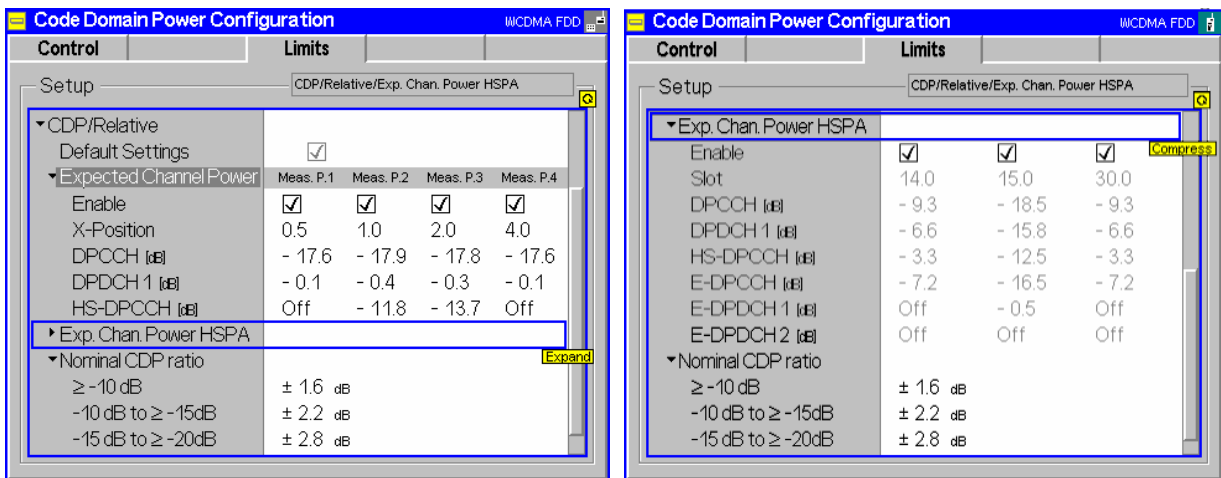 Code Domain Power Configuration WCDMA FDD
Control Limits
Setup CDP/Relative/Exp. Chan. Power HSPA
CDP/Relative
Default Settings
Expected Channel Power Meas. P.1 Meas. P.2 Meas. P.3 Meas. P.4
Enable
X-Position 0.5 1.0 2.0 4.0
DPCCH [dB] - 17.6 - 17.9 - 17.8 - 17.6
DPDCH 1 [dB] - 0.1 - 0.4 - 0.3 - 0.1
HS-DPCCH [dB] Off - 11.8 - 13.7 Off
Exp. Chan. Power HSPA
Expand
Nominal CDP ratio
≥ -10 dB ± 1.6 dB
-10 dB to ≥ -15dB ± 2.2 dB
-15 dB to ≥ -20dB ± 2.8 dB
Code Domain Power Configuration WCDMA FDD
Control Limits
Setup CDP/Relative/Exp. Chan. Power HSPA
Exp. Chan. Power HSPA
Compress
Enable
Slot 14.0 15.0 30.0
DPCCH [dB] - 9.3 - 18.5 - 9.3
DPDCH 1 [dB] - 6.6 - 15.8 - 6.6
HS-DPCCH [dB] - 3.3 - 12.5 - 3.3
E-DPCCH [dB] - 7.2 - 16.5 - 7.2
E-DPDCH 1 [dB] Off - 0.5 Off
E-DPDCH 2 [dB] Off Off Off
Nominal CDP ratio
≥ -10 dB ± 1.6 dB
-10 dB to ≥ -15dB ± 2.2 dB
-15 dB to ≥ -20dB ± 2.8 dB